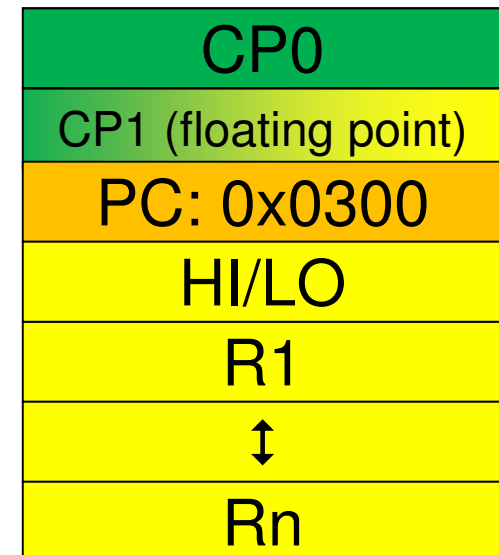 CP0
CP1 (floating point)
PC: 0x0300
HI/LO
R1
↕
Rn